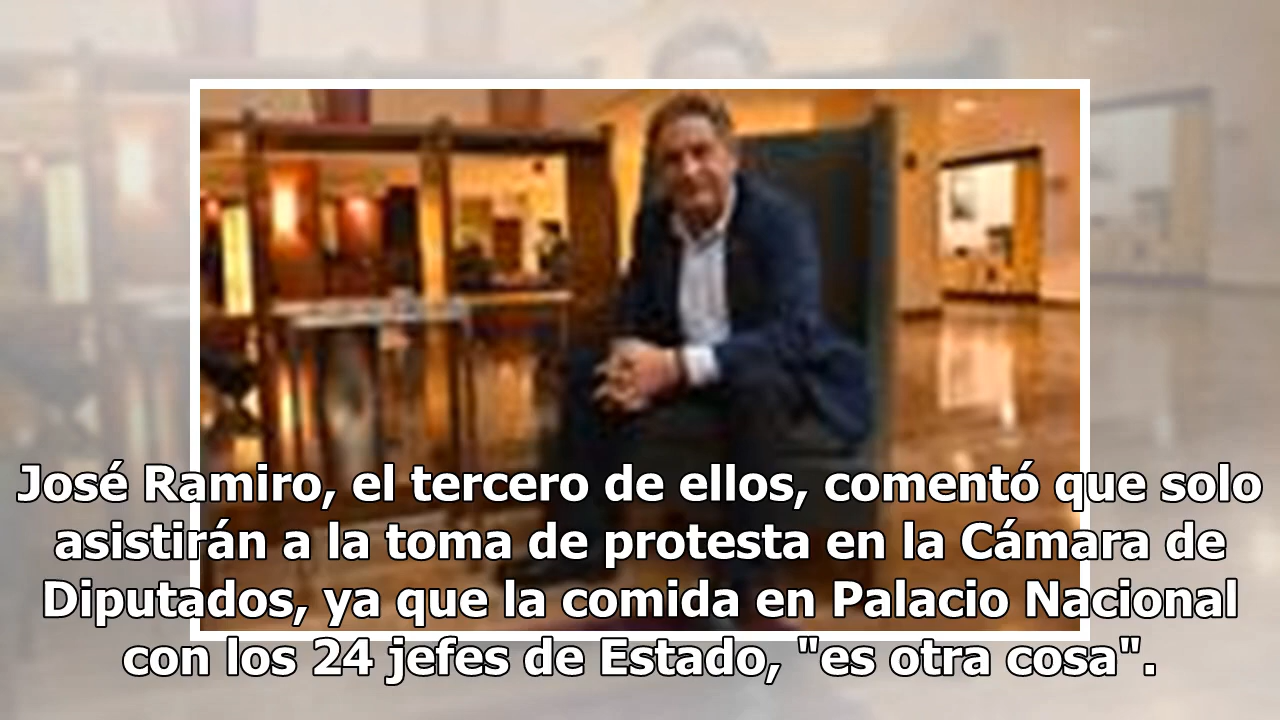 José Ramiro, el tercero de ellos, comentó que solo
asistirán a la toma de protesta en la Cámara de
Diputados, ya que la comida en Palacio Nacional
con los 24 jefes de Estado, "es otra cosa".